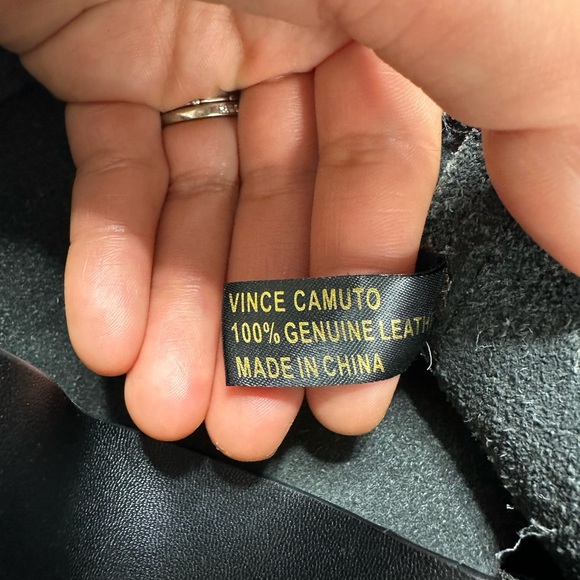 VINCE CAMUTO
100% GENUINE LEATH
MADE IN CHINA